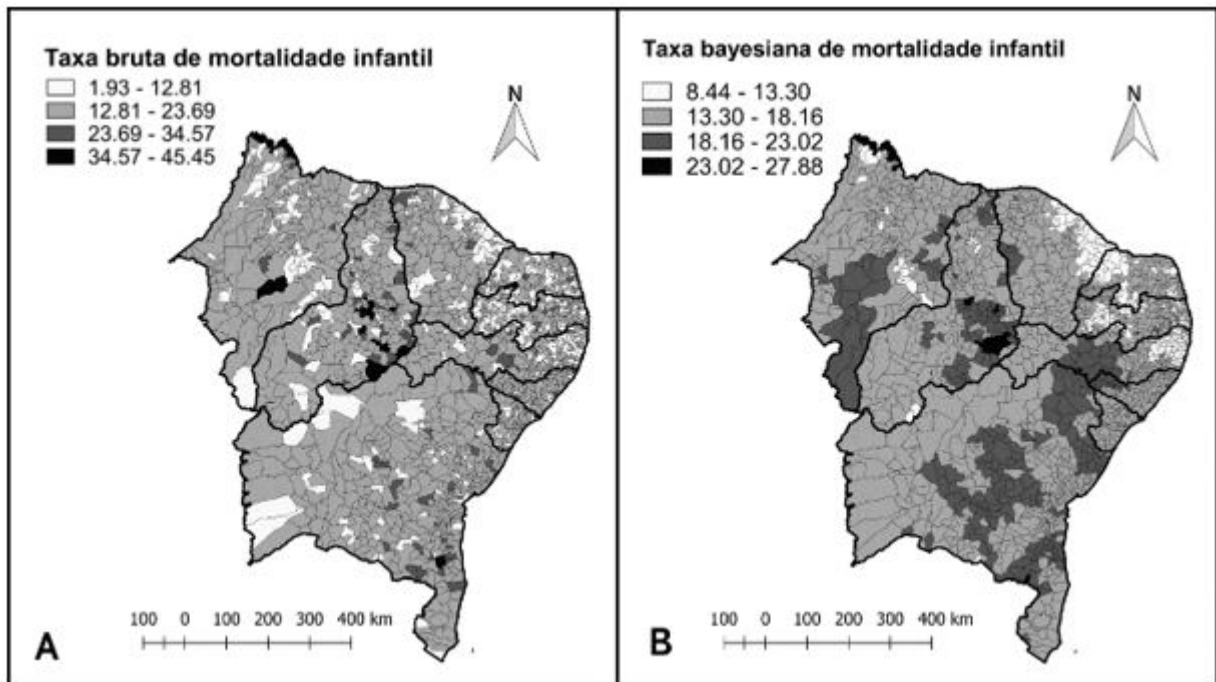 Taxa bruta de mortalidade infantil
1.93 - 12.81
12.81 - 23.69
23.69 - 34.57
34.57 - 45.45
N
100 0 100 200 300 400 km
A
Taxa bayesiana de mortalidade infantil
8.44 - 13.30
13.30 - 18.16
18.16 - 23.02
23.02 - 27.88
N
100 0 100 200 300 400 km
B